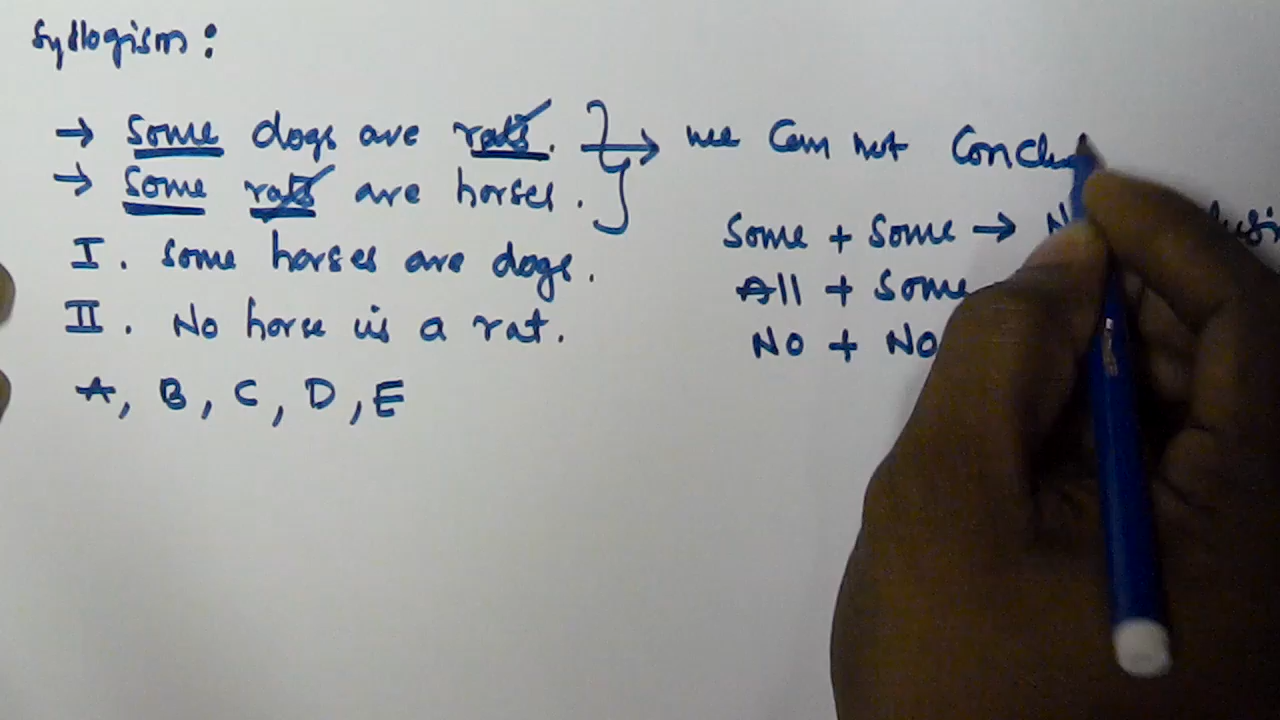 Syllogism:
→ Some dogs are rats. → we can not
→ Some rats are horses.
Some + Some →
I. Some horses are dogs.
All + Some
II. No horse is a rat.
No + No
A, B, C, D, E